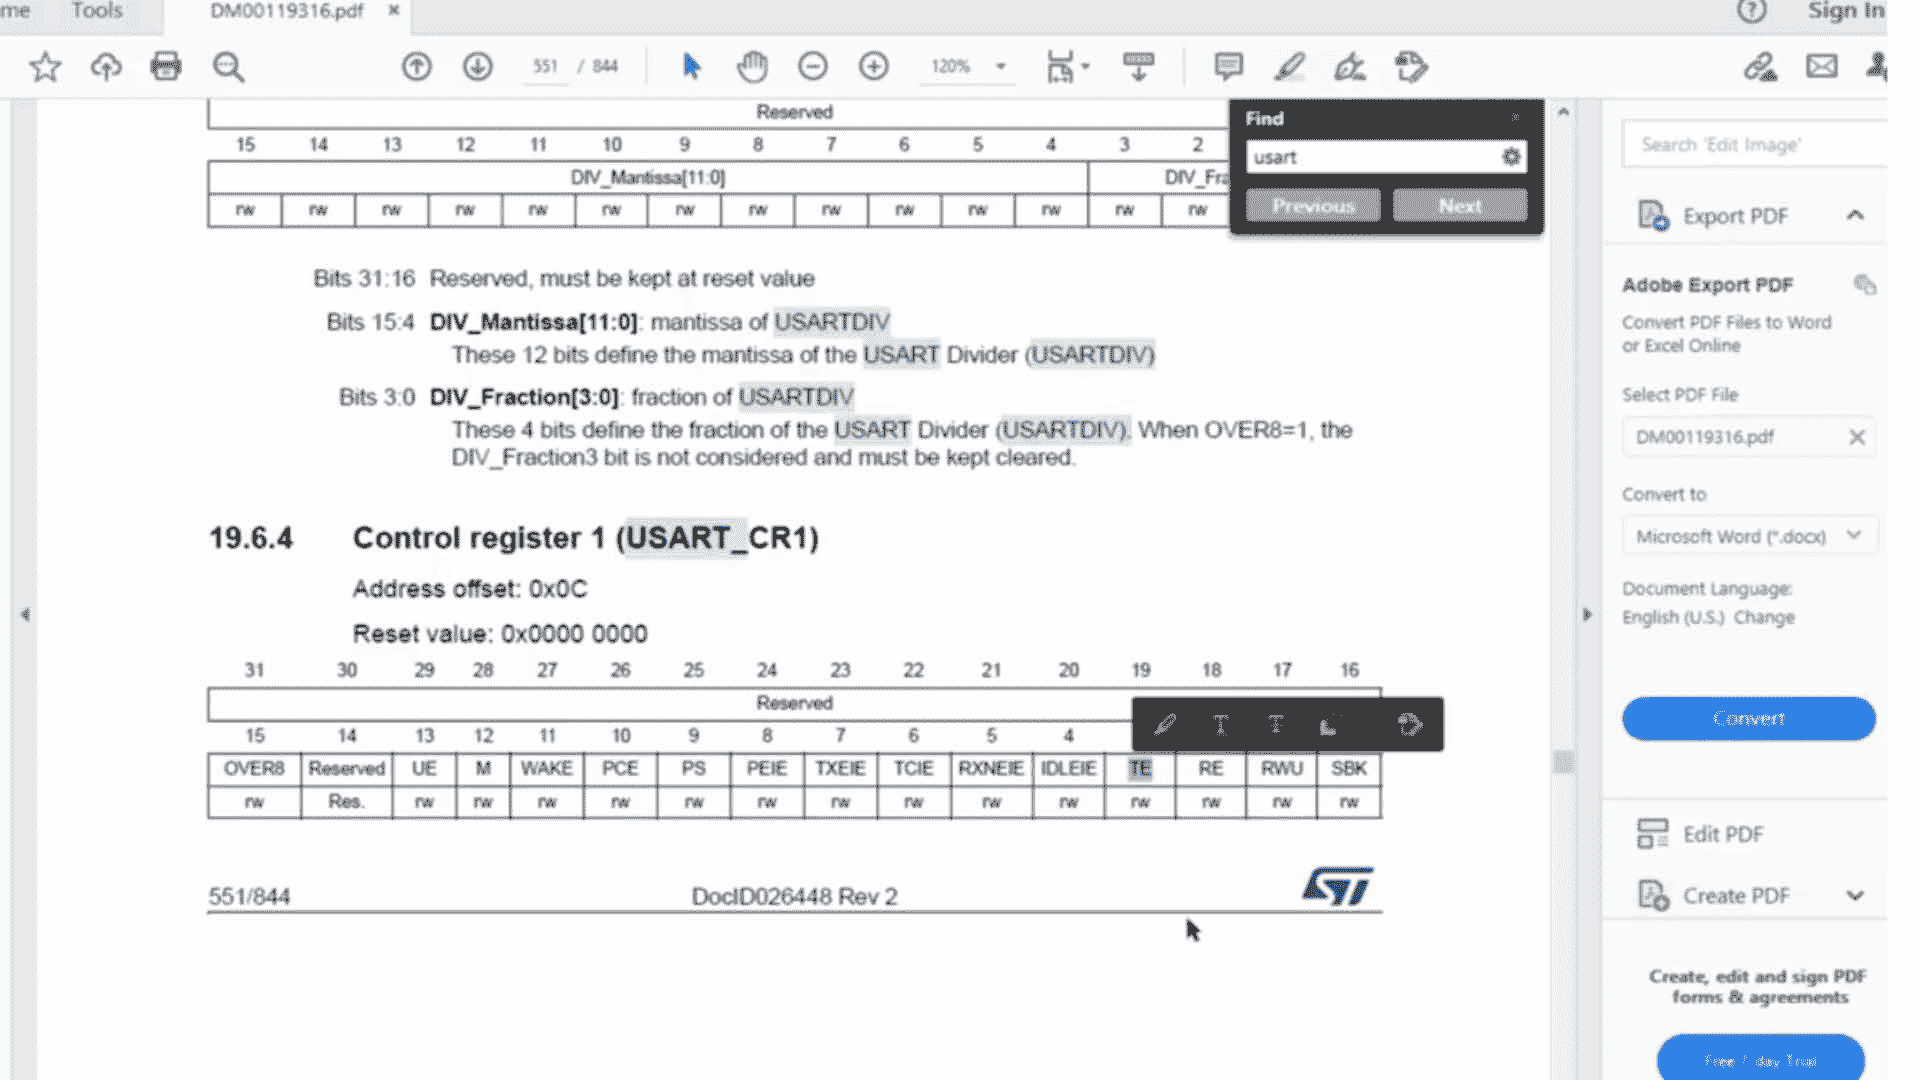 me Tools DM00119316.pdf × ? Sign In
551 / 844 120%
Reserved
15 14 13 12 11 10 9 8 7 6 5 4 3 2
DIV_Mantissa[11:0] DIV_Fra
rw rw rw rw rw rw rw rw rw rw rw rw rw rw
Find
usart
Previous Next
Bits 31:16 Reserved, must be kept at reset value
Bits 15:4 DIV_Mantissa[11:0]: mantissa of USARTDIV
These 12 bits define the mantissa of the USART Divider (USARTDIV)
Bits 3:0 DIV_Fraction[3:0]: fraction of USARTDIV
These 4 bits define the fraction of the USART Divider (USARTDIV). When OVER8=1, the
DIV_Fraction3 bit is not considered and must be kept cleared.
19.6.4 Control register 1 (USART_CR1)
Address offset: 0x0C
Reset value: 0x0000 0000
31 30 29 28 27 26 25 24 23 22 21 20 19 18 17 16
Reserved
15 14 13 12 11 10 9 8 7 6 5 4
OVER8 Reserved UE M WAKE PCE PS PEIE TXEIE TCIE RXNEIE IDLEIE TE RE RWU SBK
rw Res. rw rw rw rw rw rw rw rw rw rw rw rw rw rw
551/844 DocID026448 Rev 2 ST
Search 'Edit Image'
Export PDF
Adobe Export PDF
Convert PDF Files to Word
or Excel Online
Select PDF File
DM00119316.pdf
Convert to
Microsoft Word (*.docx)
Document Language:
English (U.S.) Change
Convert
Edit PDF
Create PDF
Create, edit and sign PDF
forms & agreements
Free 7 day Trial